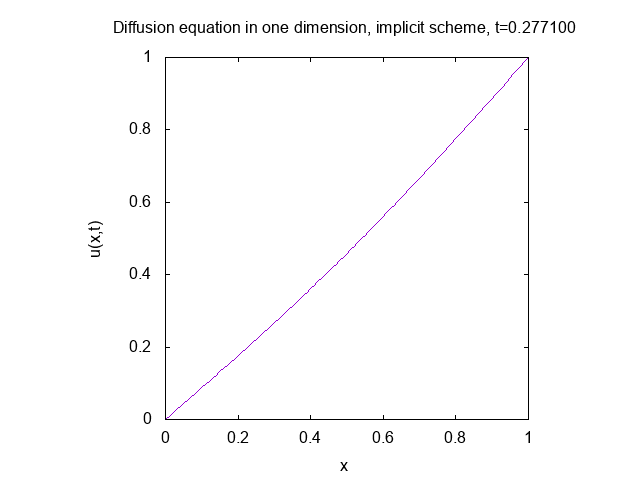 Diffusion equation in one dimension, implicit scheme, t=0.277100
1
0.8
0.6
0.4
0.2
0
u(x,t)
0 0.2 0.4 0.6 0.8 1
x